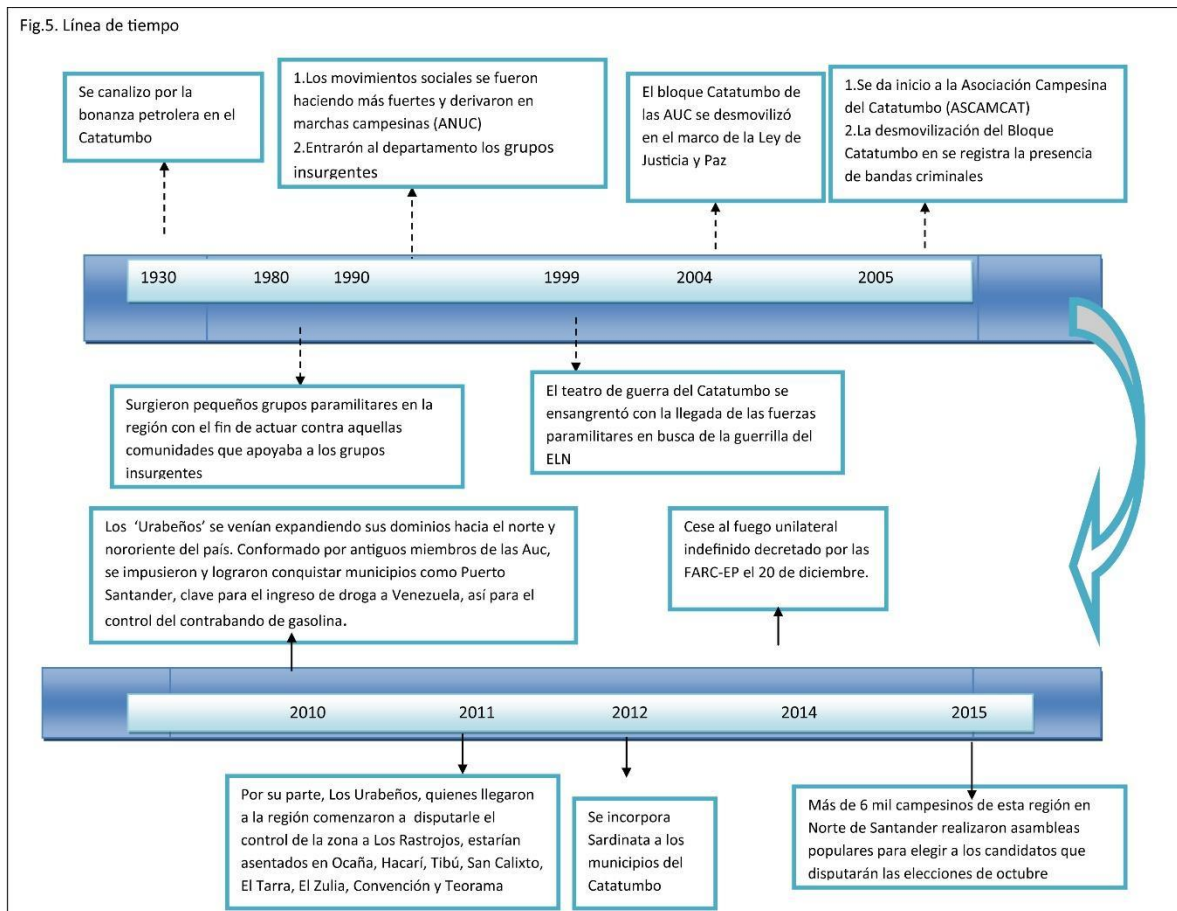 Fig.5. Línea de tiempo
Se canalizo por la
bonanza petrolera en el
Catatumbo
1.Los movimientos sociales se fueron
haciendo más fuertes y derivaron en
marchas campesinas (ANUC)
2.Entrarón al departamento los grupos
insurgentes
El bloque Catatumbo de
las AUC se desmovilizó
en el marco de la Ley de
Justicia y Paz
1.Se da inicio a la Asociación Campesina
del Catatumbo (ASCAMCAT)
2.La desmovilización del Bloque
Catatumbo en se registra la presencia
de bandas criminales
1930 1980 1990 1999 2004 2005
Surgieron pequeños grupos paramilitares en la
región con el fin de actuar contra aquellas
comunidades que apoyaba a los grupos
insurgentes
El teatro de guerra del Catatumbo se
ensangrentó con la llegada de las fuerzas
paramilitares en busca de la guerrilla del
ELN
Los ‘Urabeños’ se venían expandiendo sus dominios hacia el norte y
nororiente del país. Conformado por antiguos miembros de las Auc,
se impusieron y lograron conquistar municipios como Puerto
Santander, clave para el ingreso de droga a Venezuela, así para el
control del contrabando de gasolina.
Cese al fuego unilateral
indefinido decretado por las
FARC-EP el 20 de diciembre.
2010 2011 2012 2014 2015
Por su parte, Los Urabeños, quienes llegaron
a la región comenzaron a disputarle el
control de la zona a Los Rastrojos, estarían
asentados en Ocaña, Hacarí, Tibú, San Calixto,
El Tarra, El Zulia, Convención y Teorama
Se incorpora
Sardinata a los
municipios del
Catatumbo
Más de 6 mil campesinos de esta región en
Norte de Santander realizaron asambleas
populares para elegir a los candidatos que
disputarán las elecciones de octubre